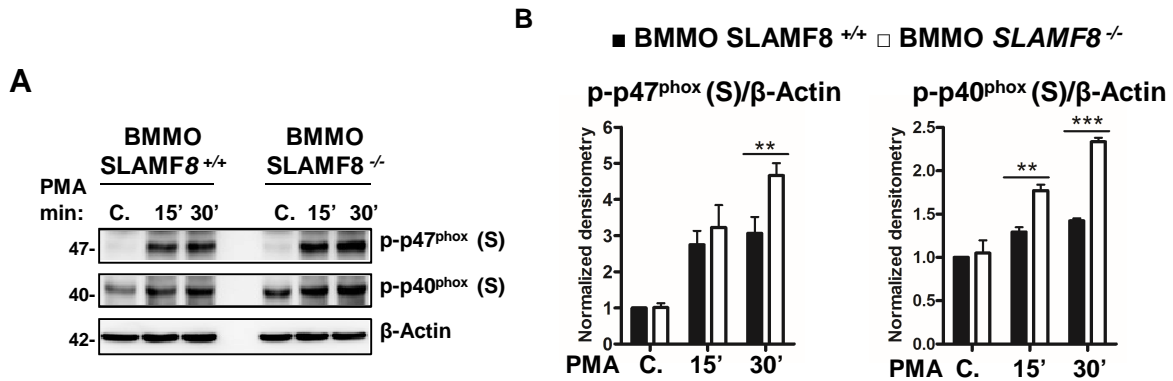 A
BMMO
SLAMF8 +/+
BMMO
SLAMF8 -/-
PMA
min: C. 15' 30' C. 15' 30'
47- p-p47phox (S)
40- p-p40phox (S)
42- β-Actin
B
■ BMMO SLAMF8 +/+ □ BMMO SLAMF8 -/-
p-p47phox (S)/β-Actin
Normalized densitometry
6
5
4
3
2
1
0
**
PMA C. 15' 30'
p-p40phox (S)/β-Actin
Normalized densitometry
2.5
2.0
1.5
1.0
0.5
0.0
**
***
PMA C. 15' 30'